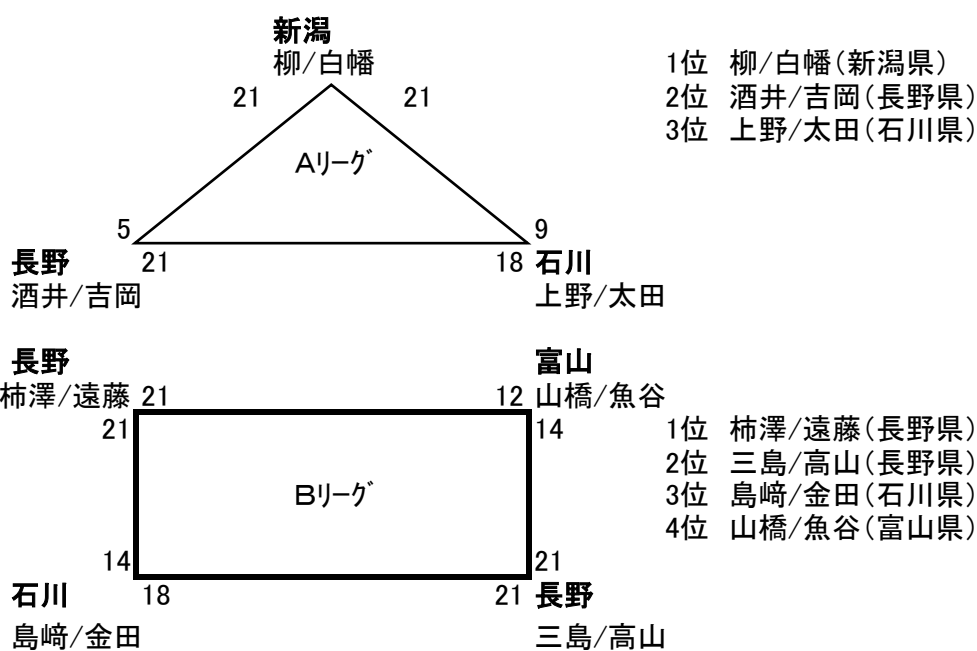 新潟
柳/白幡
21 21
Aリーグ
5 9
長野 21 18 石川
酒井/吉岡 上野/太田
1位 柳/白幡(新潟県)
2位 酒井/吉岡(長野県)
3位 上野/太田(石川県)
長野 富山
柿澤/遠藤 21 12 山橋/魚谷
21 14
Bリーグ
14 21
石川 18 21 長野
島﨑/金田 三島/高山
1位 柿澤/遠藤(長野県)
2位 三島/高山(長野県)
3位 島﨑/金田(石川県)
4位 山橋/魚谷(富山県)